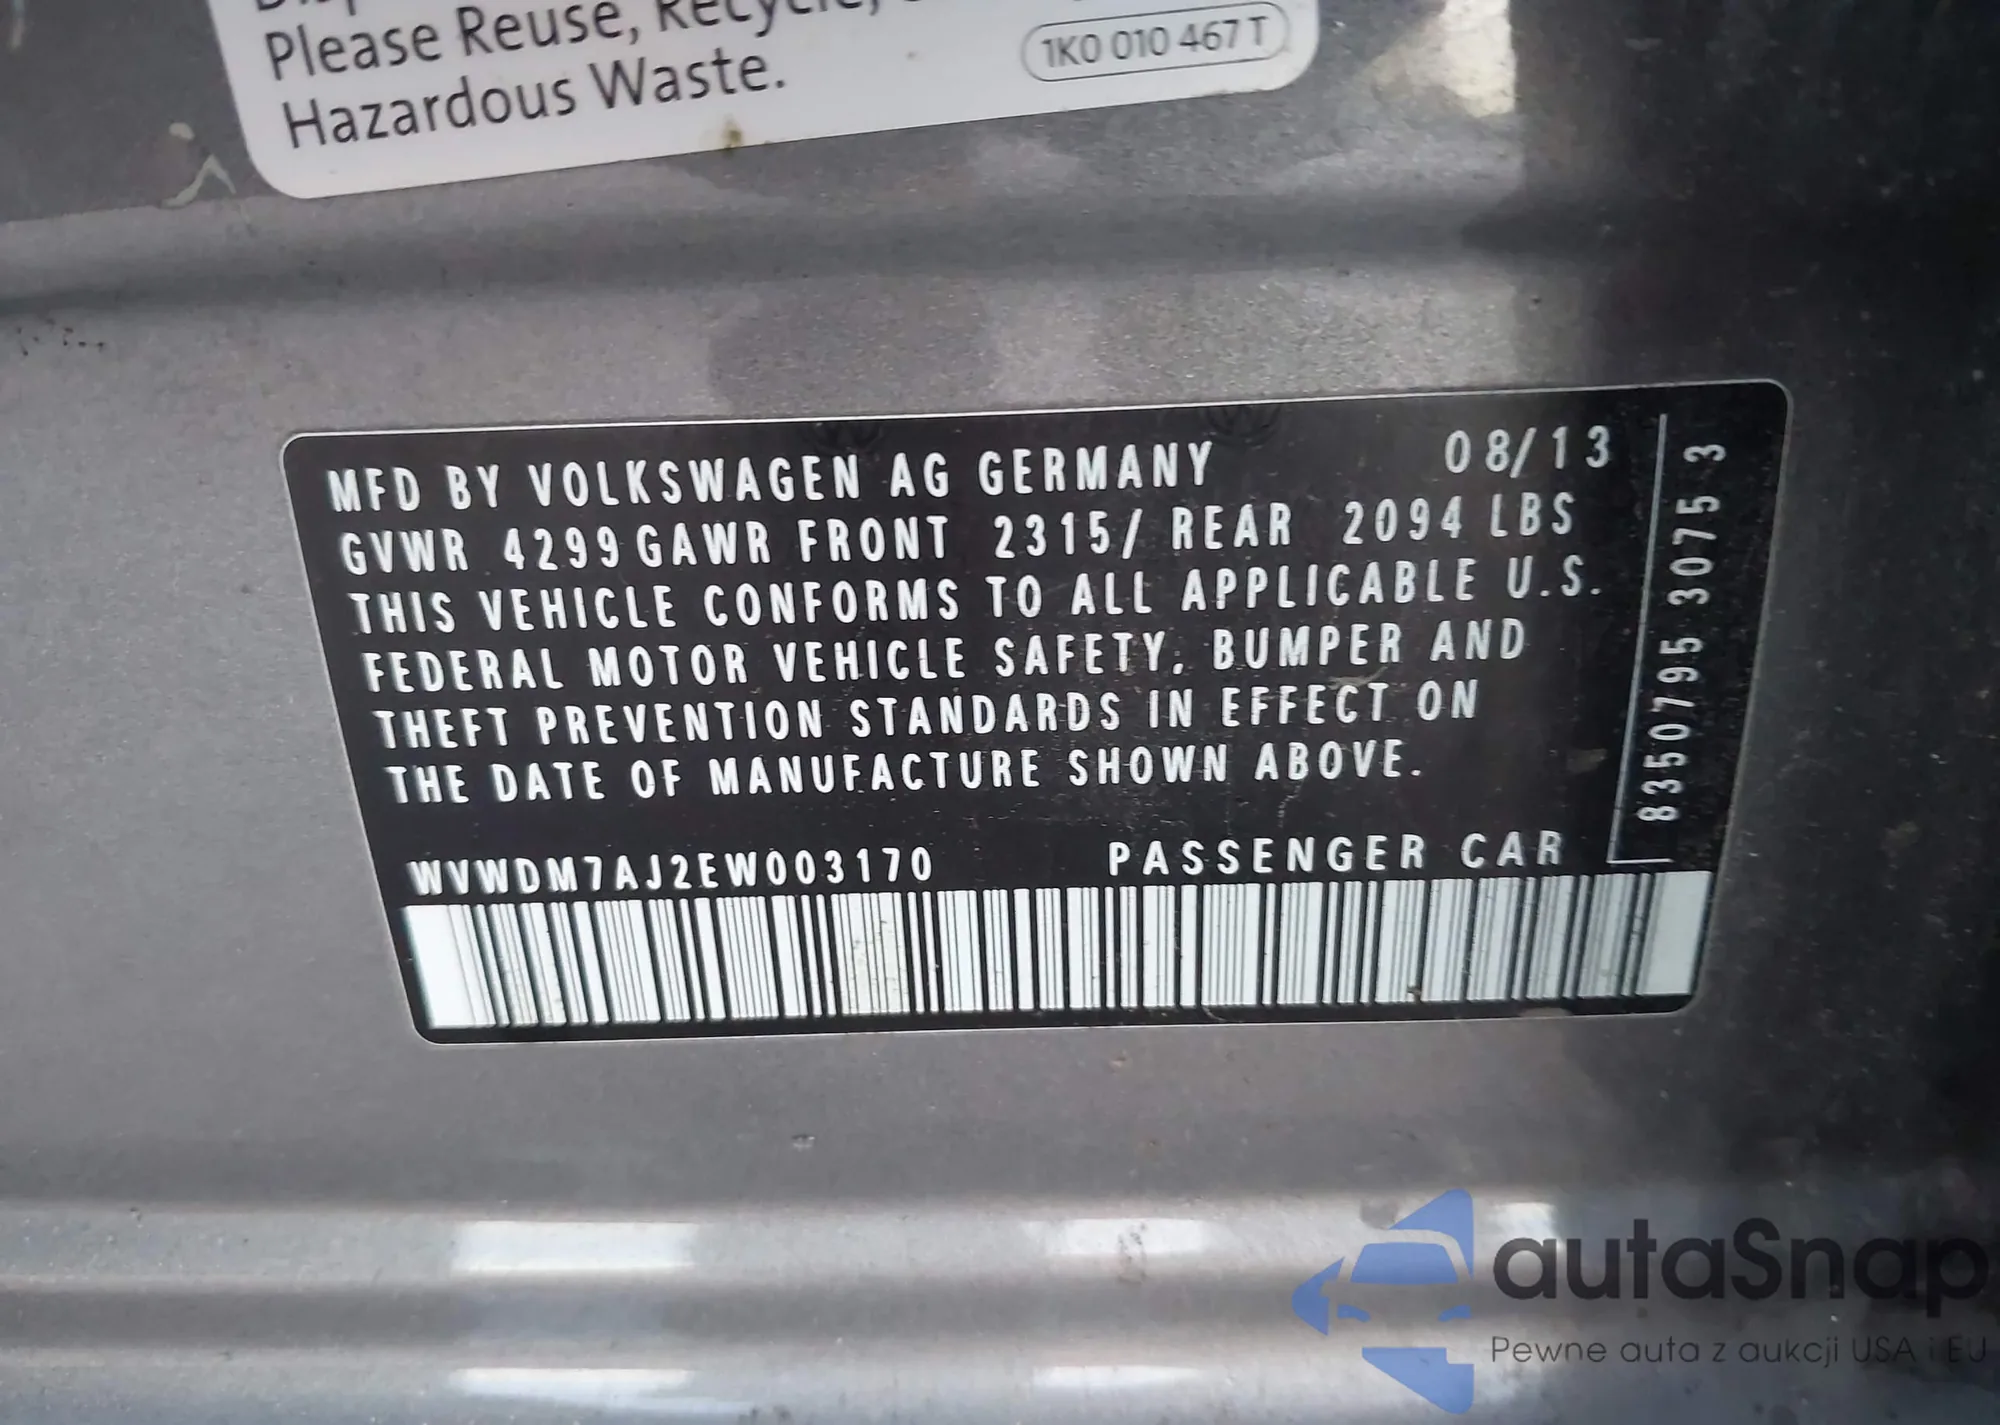 Please Reuse, Recycle,
Hazardous Waste.
1K0 010 467 T
MFD BY VOLKSWAGEN AG GERMANY 08/13
GVWR 4299 GAWR FRONT 2315/ REAR 2094 LBS
THIS VEHICLE CONFORMS TO ALL APPLICABLE U.S.
FEDERAL MOTOR VEHICLE SAFETY, BUMPER AND
THEFT PREVENTION STANDARDS IN EFFECT ON
THE DATE OF MANUFACTURE SHOWN ABOVE.
WVWDM7AJ2EW003170 PASSENGER CAR
8350795 3075 3
autaSnap
Pewne auta z aukcji USA i EU